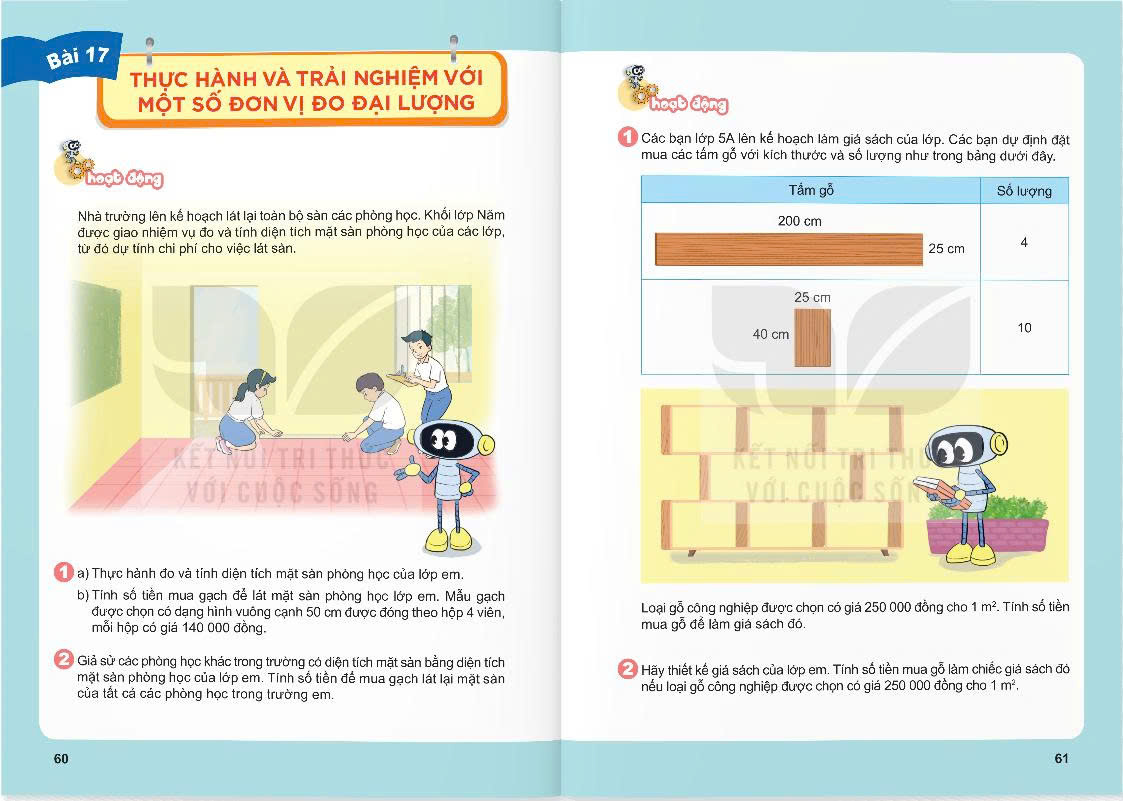 Bài 17
THỰC HÀNH VÀ TRẢI NGHIỆM VỚI
MỘT SỐ ĐƠN VỊ ĐO ĐẠI LƯỢNG
hoạt động
Nhà trường lên kế hoạch lát lại toàn bộ sàn các phòng học. Khối lớp Năm
được giao nhiệm vụ đo và tính diện tích mặt sàn phòng học của các lớp,
từ đó dự tính chi phí cho việc lát sàn.
KẾT NỐI TRI THỨC
VỚI CUỘC SỐNG
1 a) Thực hành đo và tính diện tích mặt sàn phòng học của lớp em.
b) Tính số tiền mua gạch để lát mặt sàn phòng học lớp em. Mẫu gạch
được chọn có dạng hình vuông cạnh 50 cm được đóng theo hộp 4 viên,
mỗi hộp có giá 140 000 đồng.
2 Giả sử các phòng học khác trong trường có diện tích mặt sàn bằng diện tích
mặt sàn phòng học của lớp em. Tính số tiền để mua gạch lát lại mặt sàn
của tất cả các phòng học trong trường em.
60
hoạt động
1 Các bạn lớp 5A lên kế hoạch làm giá sách của lớp. Các bạn dự định đặt
mua các tấm gỗ với kích thước và số lượng như trong bảng dưới đây.
Tấm gỗ Số lượng
200 cm
25 cm 4
25 cm
40 cm 10
KẾT NỐI TRI THỨC
VỚI CUỘC SỐNG
Loại gỗ công nghiệp được chọn có giá 250 000 đồng cho 1 m². Tính số tiền
mua gỗ để làm giá sách đó.
2 Hãy thiết kế giá sách của lớp em. Tính số tiền mua gỗ làm chiếc giá sách đó
nếu loại gỗ công nghiệp được chọn có giá 250 000 đồng cho 1 m².
61